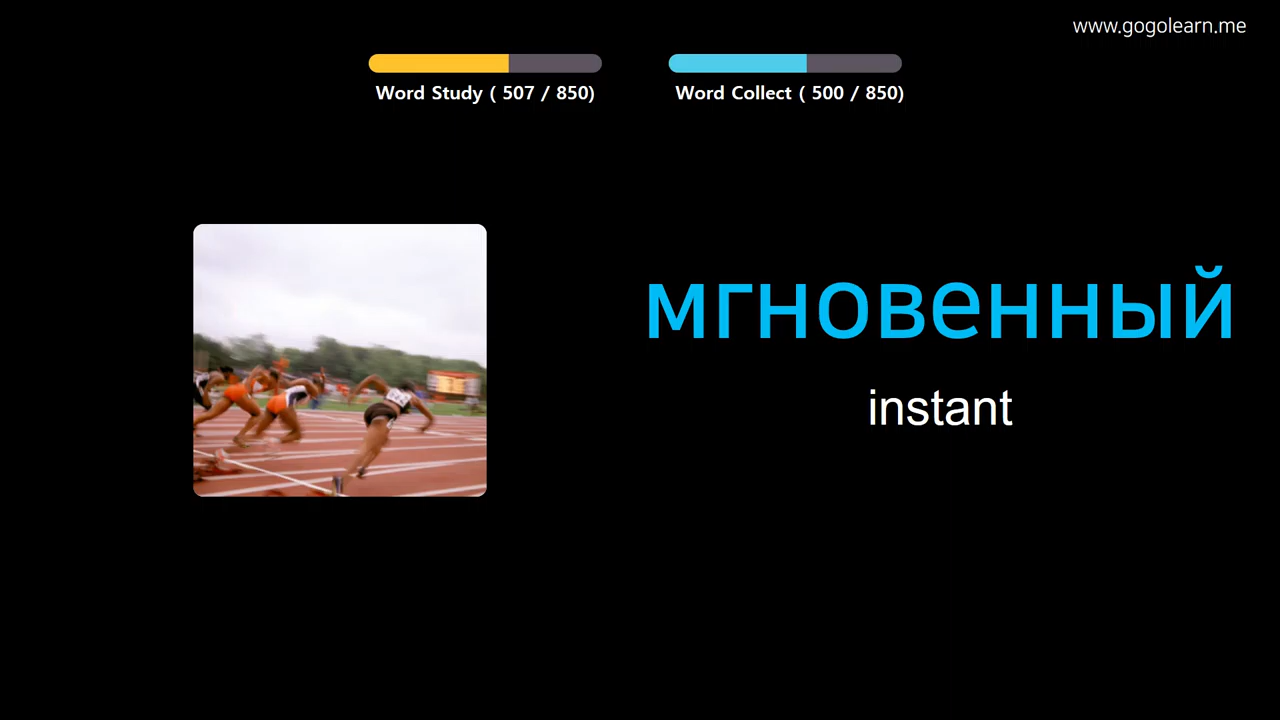 www.gogolearn.me
Word Study ( 507 / 850)
Word Collect ( 500 / 850)
мгновенный
instant